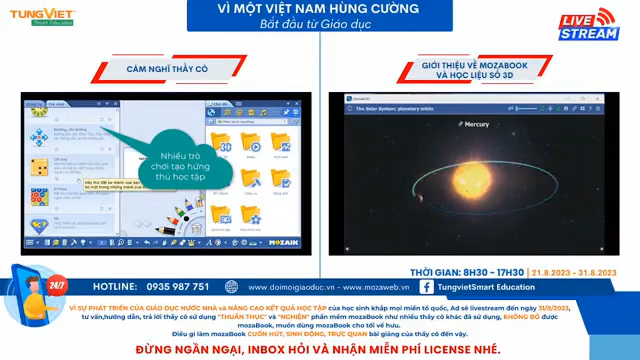 TUNGVIET
Smart Education
VÌ MỘT VIỆT NAM HÙNG CƯỜNG
Bắt đầu từ Giáo dục
LIVE
STREAM
CẢM NGHĨ THẦY CÔ
GIỚI THIỆU VỀ MOZABOOK
VÀ HỌC LIỆU SỐ 3D
Nhiều trò
chơi tạo hứng
thú học tập
MOZAIK
The Solar System; planetary orbits
Mercury
THỜI GIAN: 8H30 - 17H30 | 21.8.2023 - 31.8.2023
24/7
HOTLINE: 0935 987 751
www.doimoigiaoduc.vn - www.mozaweb.vn
TungvietSmart Education
VÌ SỰ PHÁT TRIỂN CỦA GIÁO DỤC NƯỚC NHÀ VÀ NÂNG CAO KẾT QUẢ HỌC TẬP của học sinh khắp mọi miền tổ quốc, Ad sẽ livestream đến ngày 31/8/2023,
tư vấn,hướng dẫn, trả lời thầy cô sử dụng "THUẦN THỤC" và "NGHIỆN" phần mềm mozaBook như nhiều thầy cô khác đã sử dụng, KHÔNG BỎ được
mozaBook, muốn dùng mozaBook cho tới về hưu.
Điều gì làm mozaBook CUỐN HÚT, SINH ĐỘNG, TRỰC QUAN bài giảng của thầy cô đến vậy.
ĐỪNG NGẦN NGẠI, INBOX HỎI VÀ NHẬN MIỄN PHÍ LICENSE NHÉ.